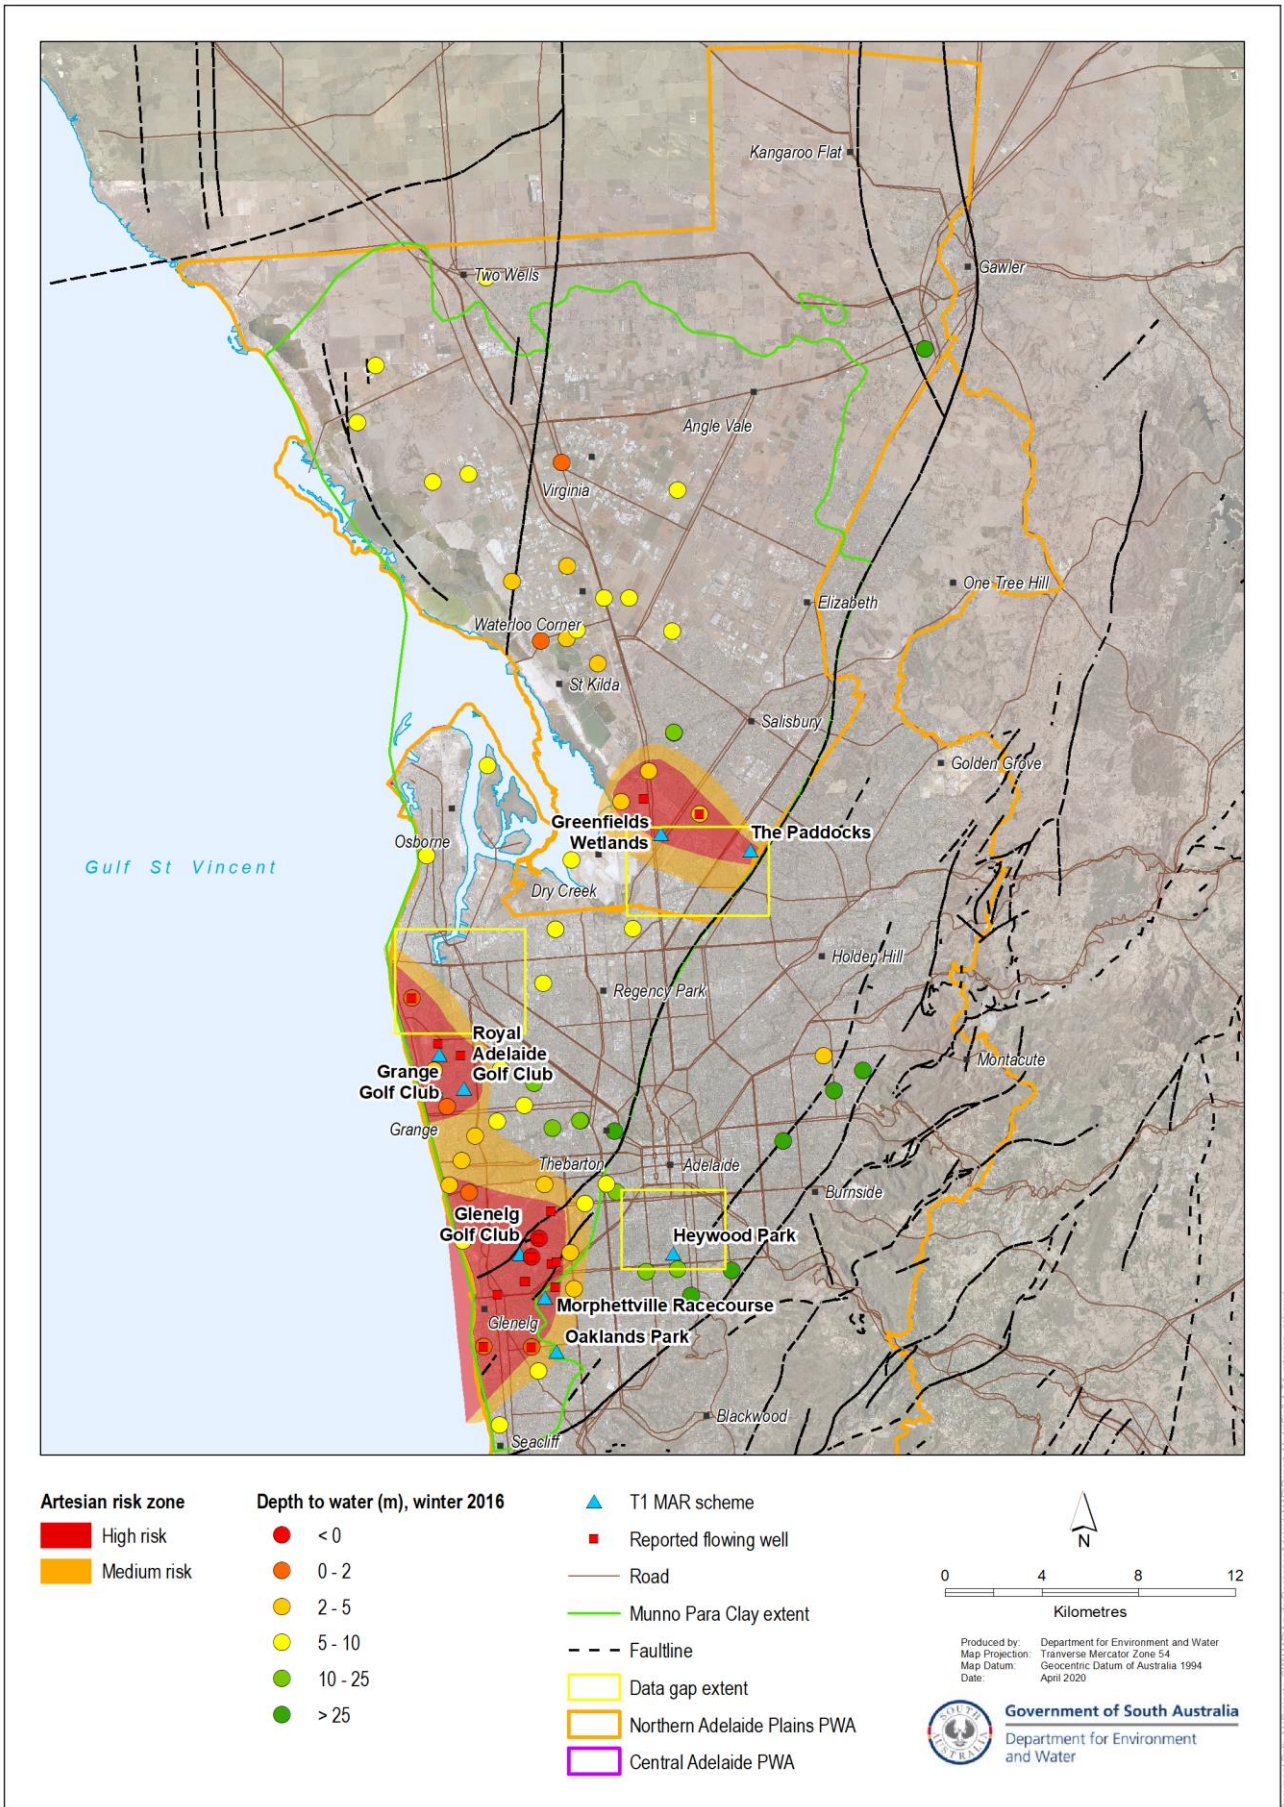 Kangaroo Flat
Gawler
Two Wells
Angle Vale
Virginia
One Tree Hill
Elizabeth
Waterloo Corner
St Kilda
Salisbury
Golden Grove
Greenfields
Wetlands
The Paddocks
Osborne
Gulf St Vincent
Dry Creek
Holden Hill
Regency Park
Royal
Adelaide
Golf Club
Grange
Golf Club
Montacute
Grange
Thebarton
Adelaide
Burnside
Glenelg
Golf Club
Heywood Park
Morphettville Racecourse
Glenelg
Oaklands Park
Blackwood
Seacliff
Artesian risk zone
High risk
Medium risk
Depth to water (m), winter 2016
< 0
0 - 2
2 - 5
5 - 10
10 - 25
> 25
T1 MAR scheme
Reported flowing well
Road
Munno Para Clay extent
Faultline
Data gap extent
Northern Adelaide Plains PWA
Central Adelaide PWA
N
0 4 8 12
Kilometres
Produced by: Department for Environment and Water
Map Projection: Tranverse Mercator Zone 54
Map Datum: Geocentric Datum of Australia 1994
Date: April 2020
SOUTH
AUSTRALIA
Government of South Australia
Department for Environment
and Water